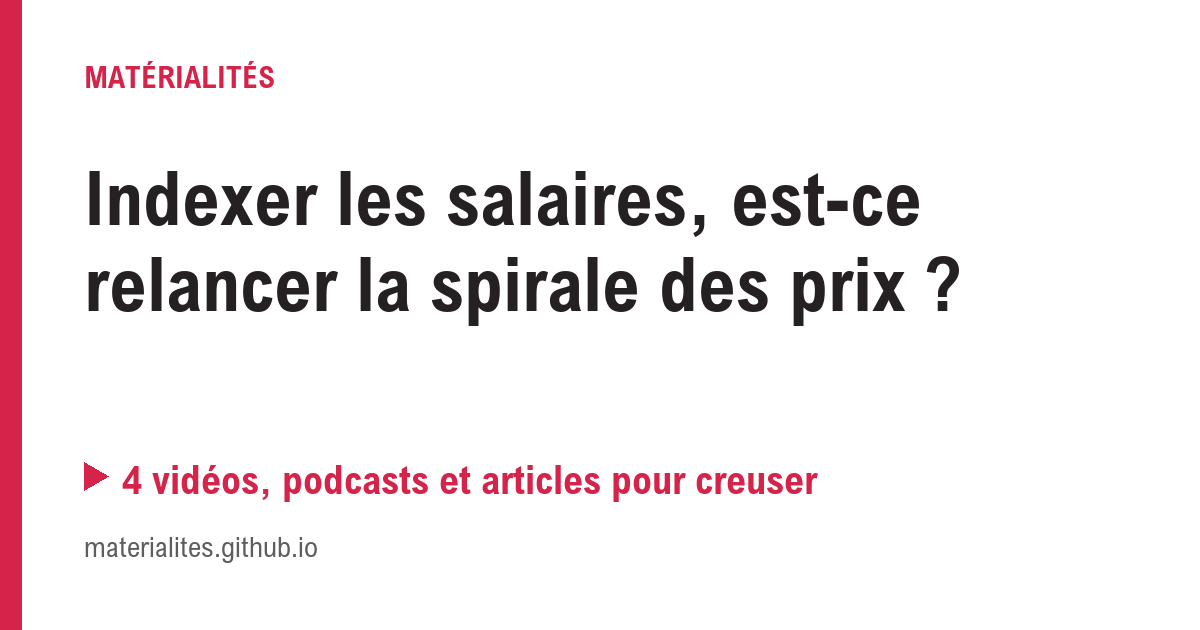 MATÉRIALITÉS
Indexer les salaires, est-ce
relancer la spirale des prix ?
4 vidéos, podcasts et articles pour creuser
materialites.github.io